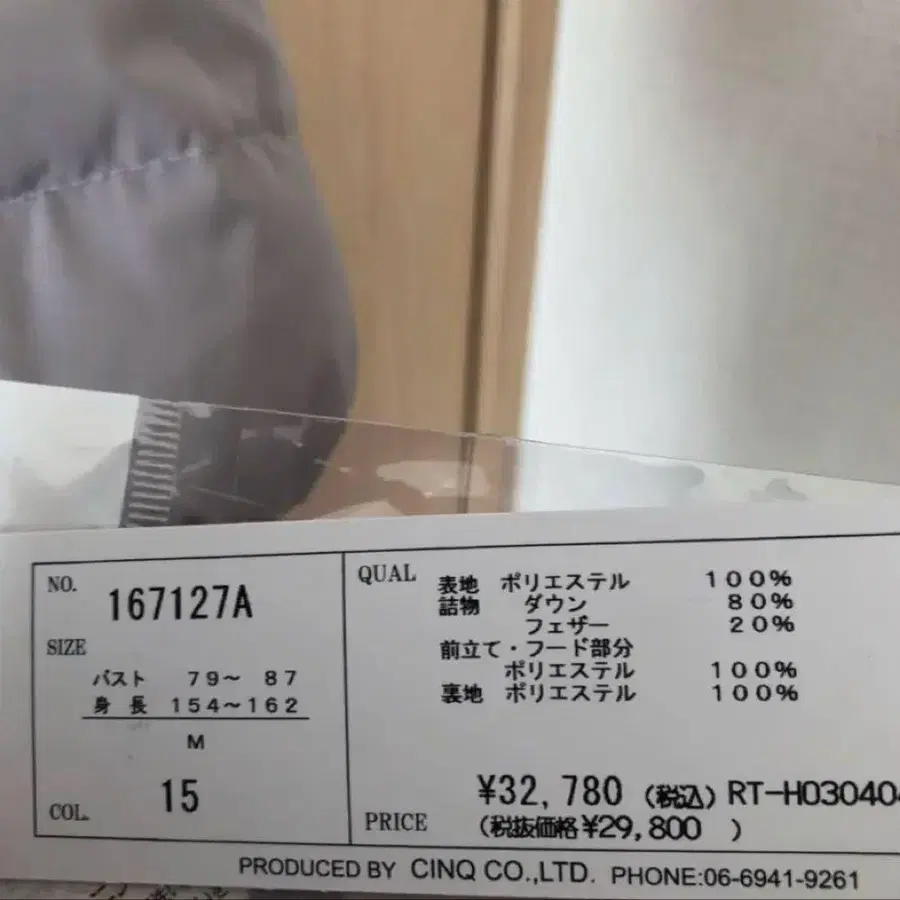 NO. 167127A
SIZE
バスト 79～ 87
身長 154～162
M
COL. 15
QUAL 表地 ポリエステル 100%
詰物 ダウン 80%
フェザー 20%
前立て・フード部分
ポリエステル 100%
裏地 ポリエステル 100%
PRICE ¥32,780 (税込) RT-H03040
(税抜価格¥29,800 )
PRODUCED BY CINQ CO.,LTD. PHONE:06-6941-9261